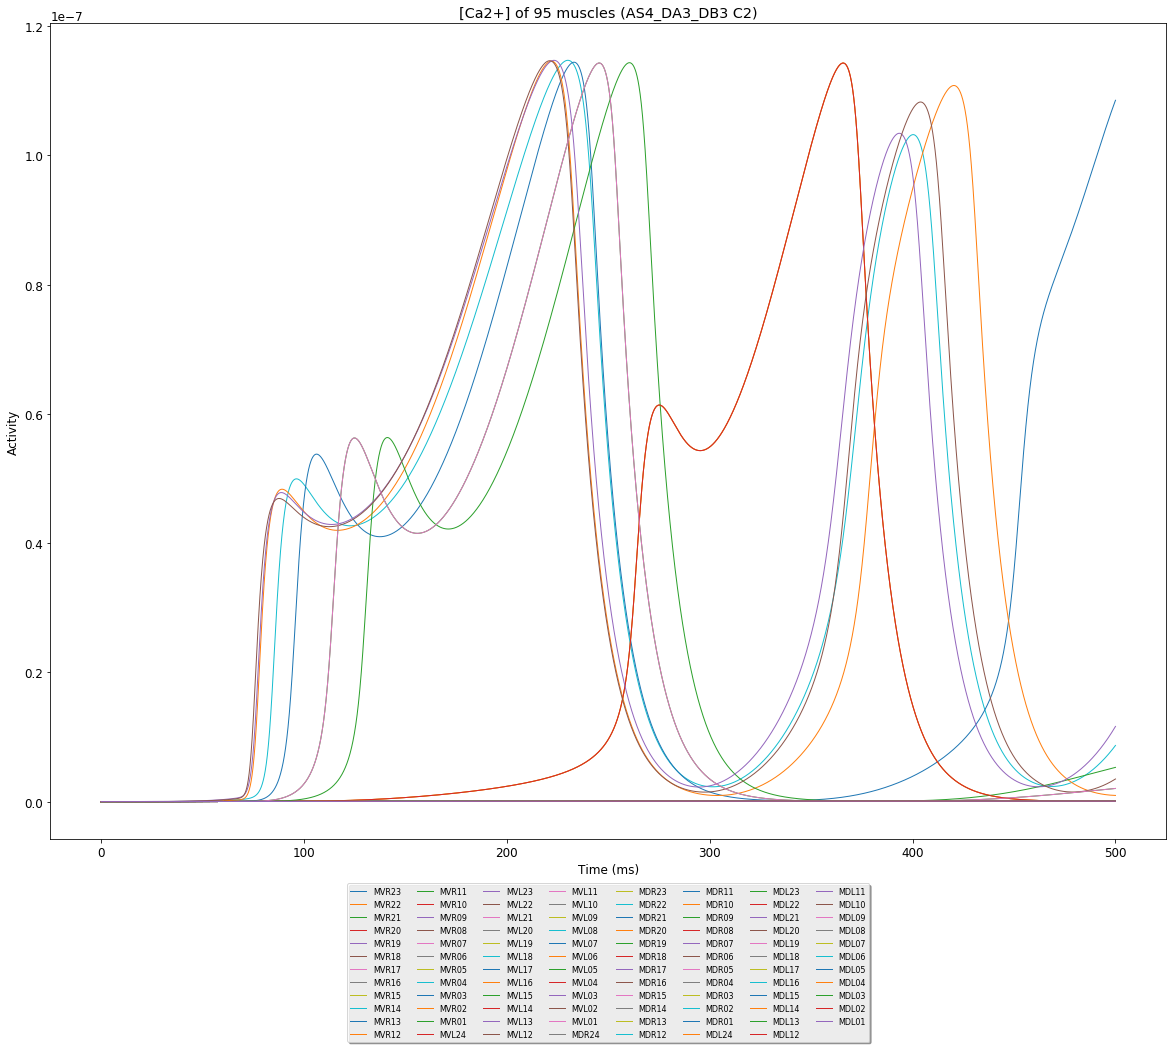 [Ca2+] of 95 muscles (AS4_DA3_DB3 C2)
1e−7
1.2
1.0
0.8
0.6
0.4
0.2
0.0
Activity
0 100 200 300 400 500
Time (ms)
MVR23 MVR11 MVL23 MVL11 MDR23 MDR11 MDL23 MDL11
MVR22 MVR10 MVL22 MVL10 MDR22 MDR10 MDL22 MDL10
MVR21 MVR09 MVL21 MVL09 MDR21 MDR09 MDL21 MDL09
MVR20 MVR08 MVL20 MVL08 MDR20 MDR08 MDL20 MDL08
MVR19 MVR07 MVL19 MVL07 MDR19 MDR07 MDL19 MDL07
MVR18 MVR06 MVL18 MVL06 MDR18 MDR06 MDL18 MDL06
MVR17 MVR05 MVL17 MVL05 MDR17 MDR05 MDL17 MDL05
MVR16 MVR04 MVL16 MVL04 MDR16 MDR04 MDL16 MDL04
MVR15 MVR03 MVL15 MVL03 MDR15 MDR03 MDL15 MDL03
MVR14 MVR02 MVL14 MVL02 MDR14 MDR02 MDL14 MDL02
MVR13 MVR01 MVL13 MVL01 MDR13 MDR01 MDL13 MDL01
MVR12 MVL24 MVL12 MDR24 MDR12 MDL24 MDL12